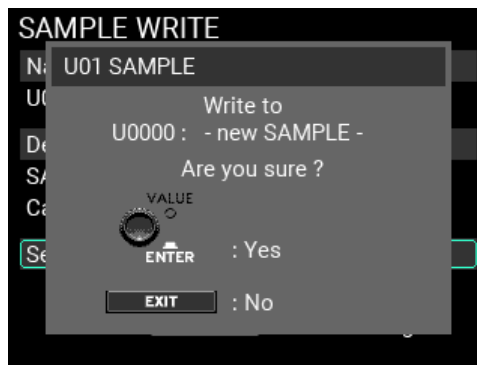 SAMPLE WRITE
U01 SAMPLE
Write to
U0000 : - new SAMPLE -
Are you sure ?
VALUE
ENTER : Yes
EXIT : No